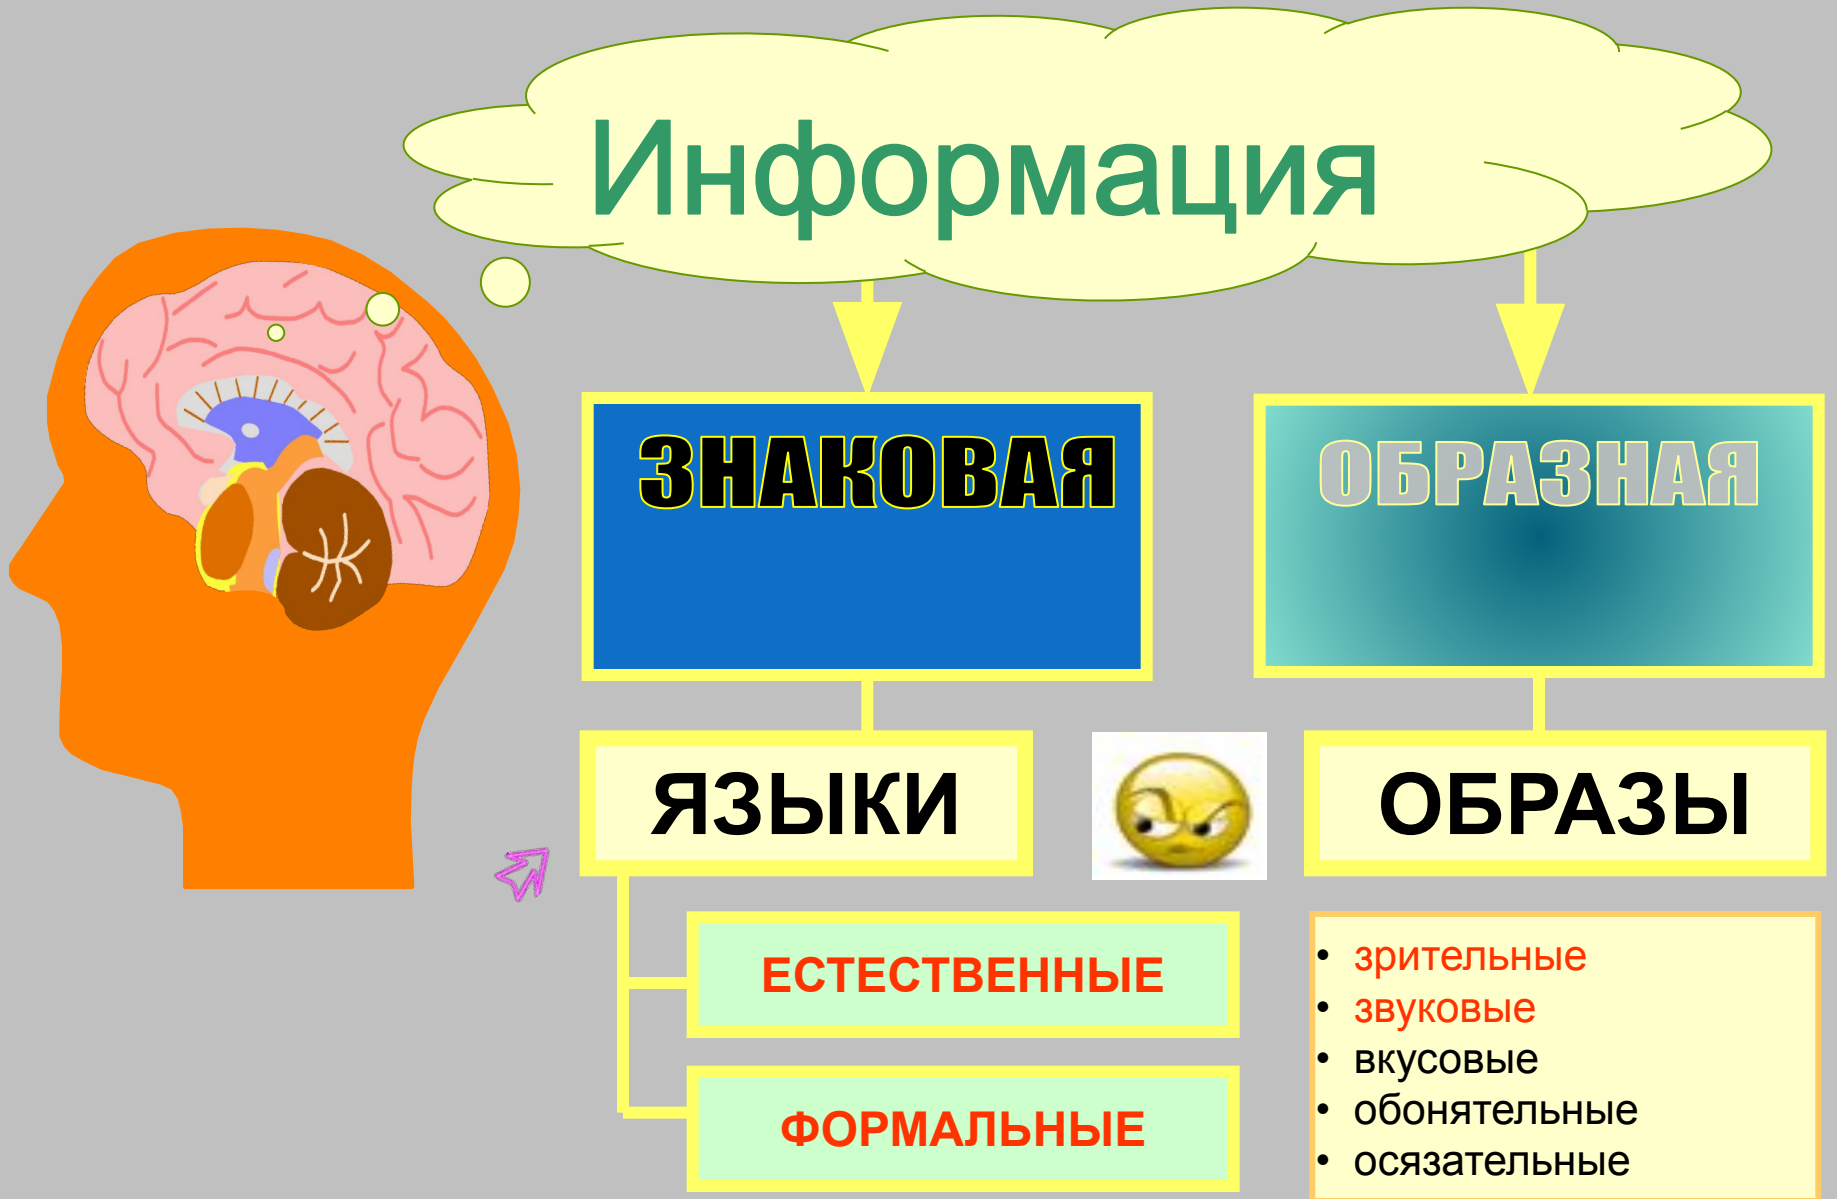 Информация
ЗНАКОВАЯ
ОБРАЗНАЯ
ЯЗЫКИ
ОБРАЗЫ
ЕСТЕСТВЕННЫЕ
ФОРМАЛЬНЫЕ
• зрительные
• звуковые
• вкусовые
• обонятельные
• осязательные